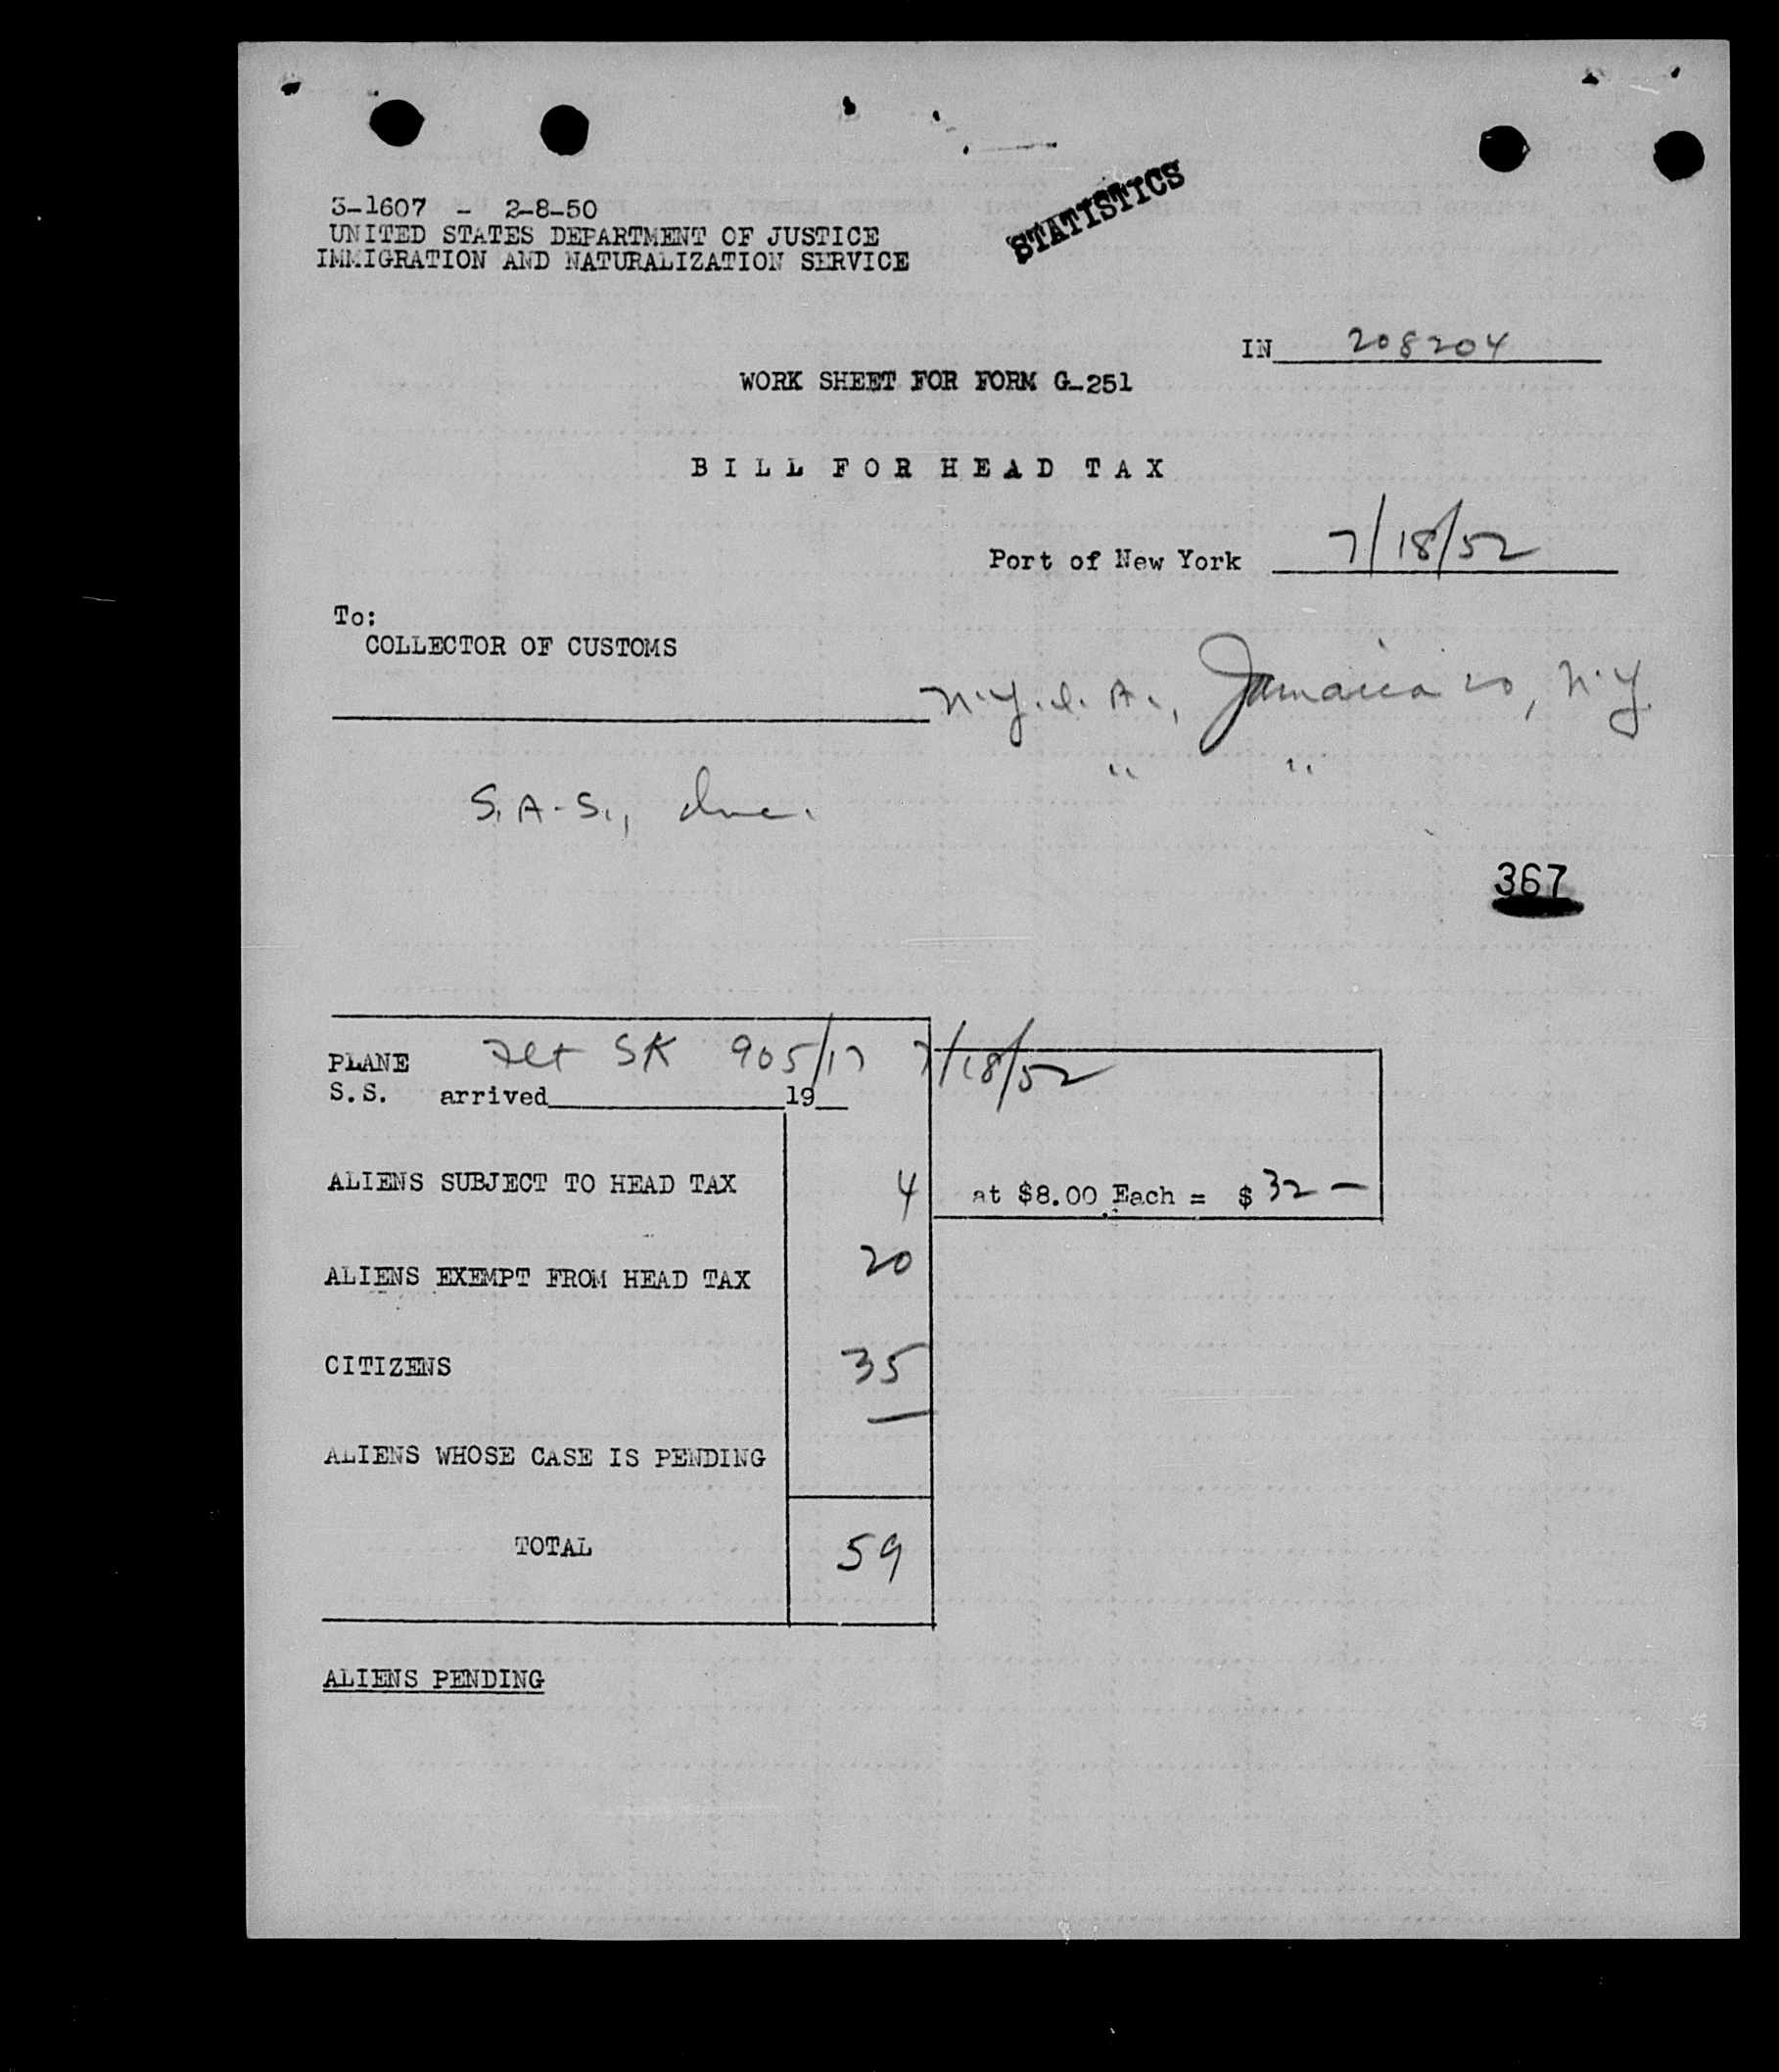 3-1607 - 2-8-50
UNITED STATES DEPARTMENT OF JUSTICE
IMMIGRATION AND NATURALIZATION SERVICE
STATISTICS
IN 208204
WORK SHEET FOR FORM G-251
BILL FOR HEAD TAX
Port of New York 7/18/52
To:
COLLECTOR OF CUSTOMS
N.Y.I.A., Jamaica 20, N.Y.
S.A.S., Inc. " "
367
PLANE Flt SK 905/17 7/18/52
S.S. arrived 19
ALIENS SUBJECT TO HEAD TAX 4 at $8.00 Each = $ 32 —
ALIENS EXEMPT FROM HEAD TAX 20
CITIZENS 35
ALIENS WHOSE CASE IS PENDING —
TOTAL 59
ALIENS PENDING